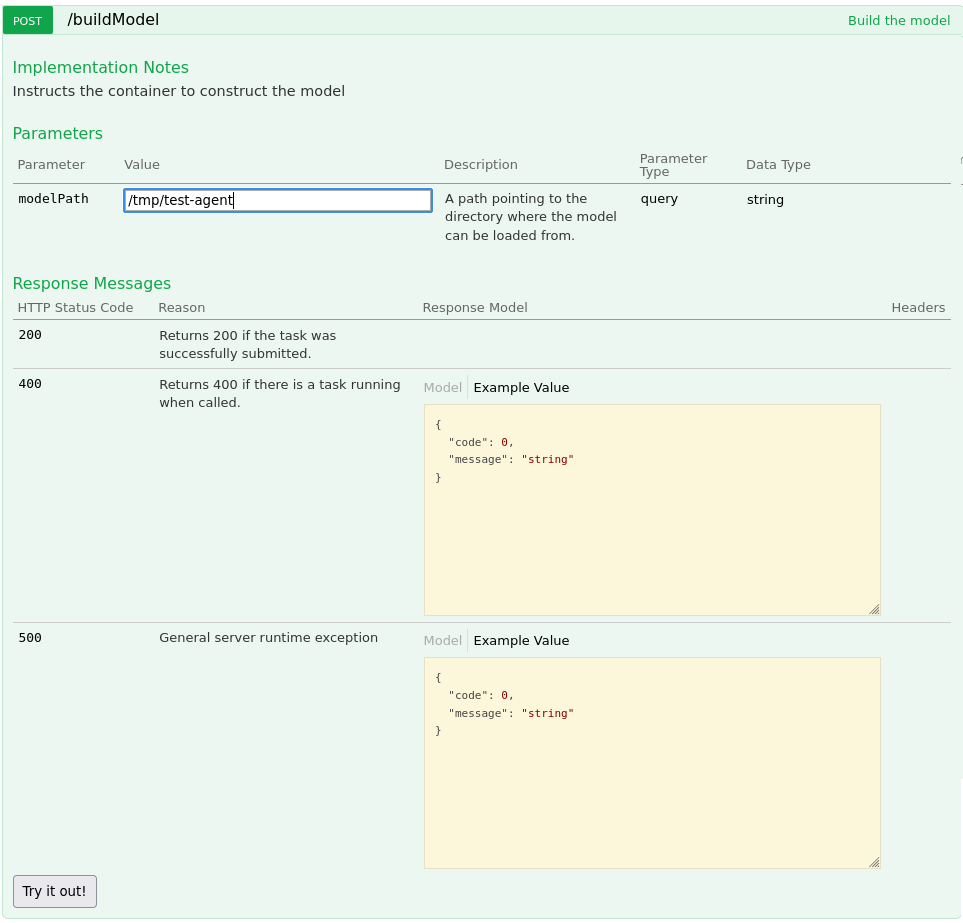 POST /buildModel Build the model
Implementation Notes
Instructs the container to construct the model
Parameters
Parameter Value Description Parameter Type Data Type
modelPath /tmp/test-agent A path pointing to the directory where the model can be loaded from. query string
Response Messages
HTTP Status Code Reason Response Model Headers
200 Returns 200 if the task was
successfully submitted.
400 Returns 400 if there is a task running
when called.
Model Example Value
{
"code": 0,
"message": "string"
}
500 General server runtime exception
Model Example Value
{
"code": 0,
"message": "string"
}
Try it out!